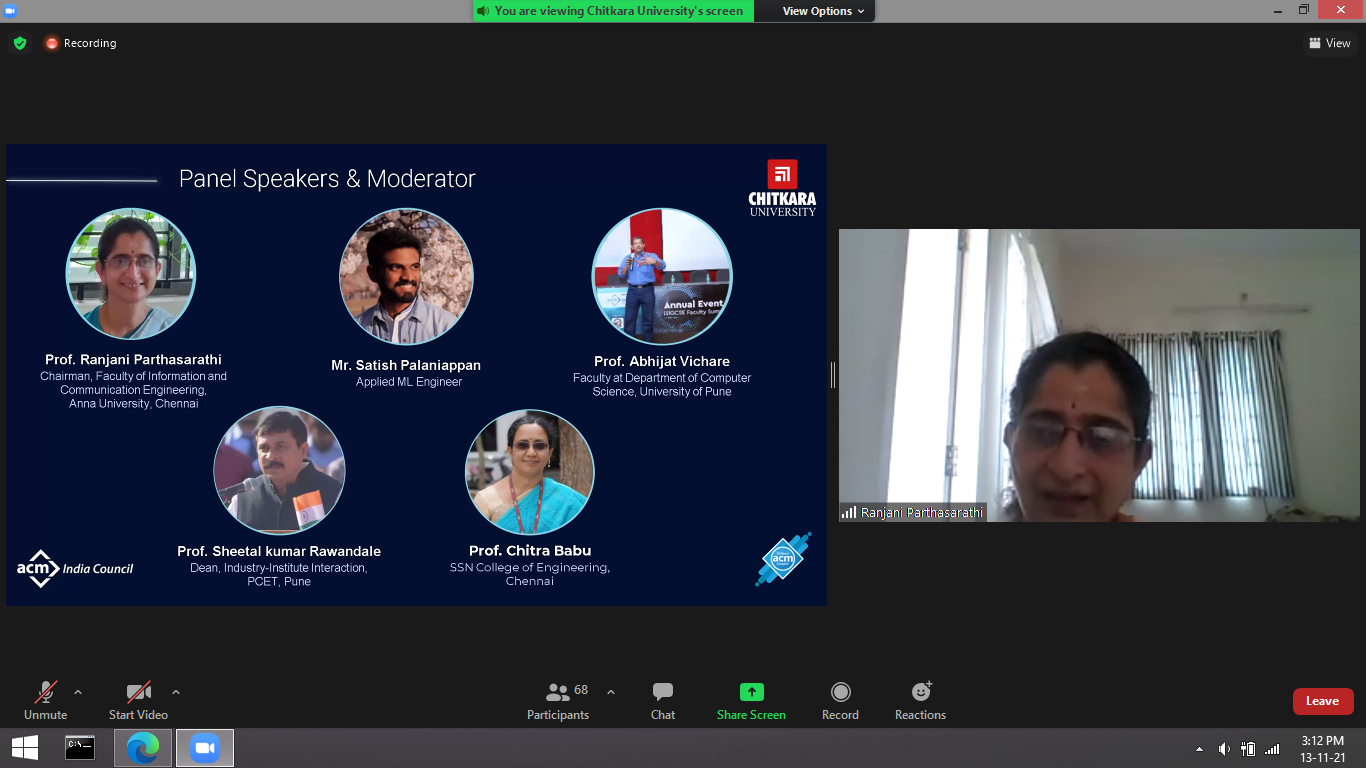 You are viewing Chitkara University's screen
View Options
Recording
View
Panel Speakers & Moderator
CHITKARA
UNIVERSITY
Annual Event
Prof. Ranjani Parthasarathi
Chairman, Faculty of Information and
Communication Engineering,
Anna University, Chennai
Mr. Satish Palaniappan
Applied ML Engineer
Prof. Abhijat Vichare
Faculty at Department of Computer
Science, University of Pune
Prof. Sheetal kumar Rawandale
Dean, Industry-Institute Interaction,
PCET, Pune
Prof. Chitra Babu
SSN College of Engineering,
Chennai
acm India Council
acm
Ranjani Parthasarathi
Unmute
Start Video
68
Participants
Chat
Share Screen
Record
Reactions
Leave
C:\_
3:12 PM
13-11-21